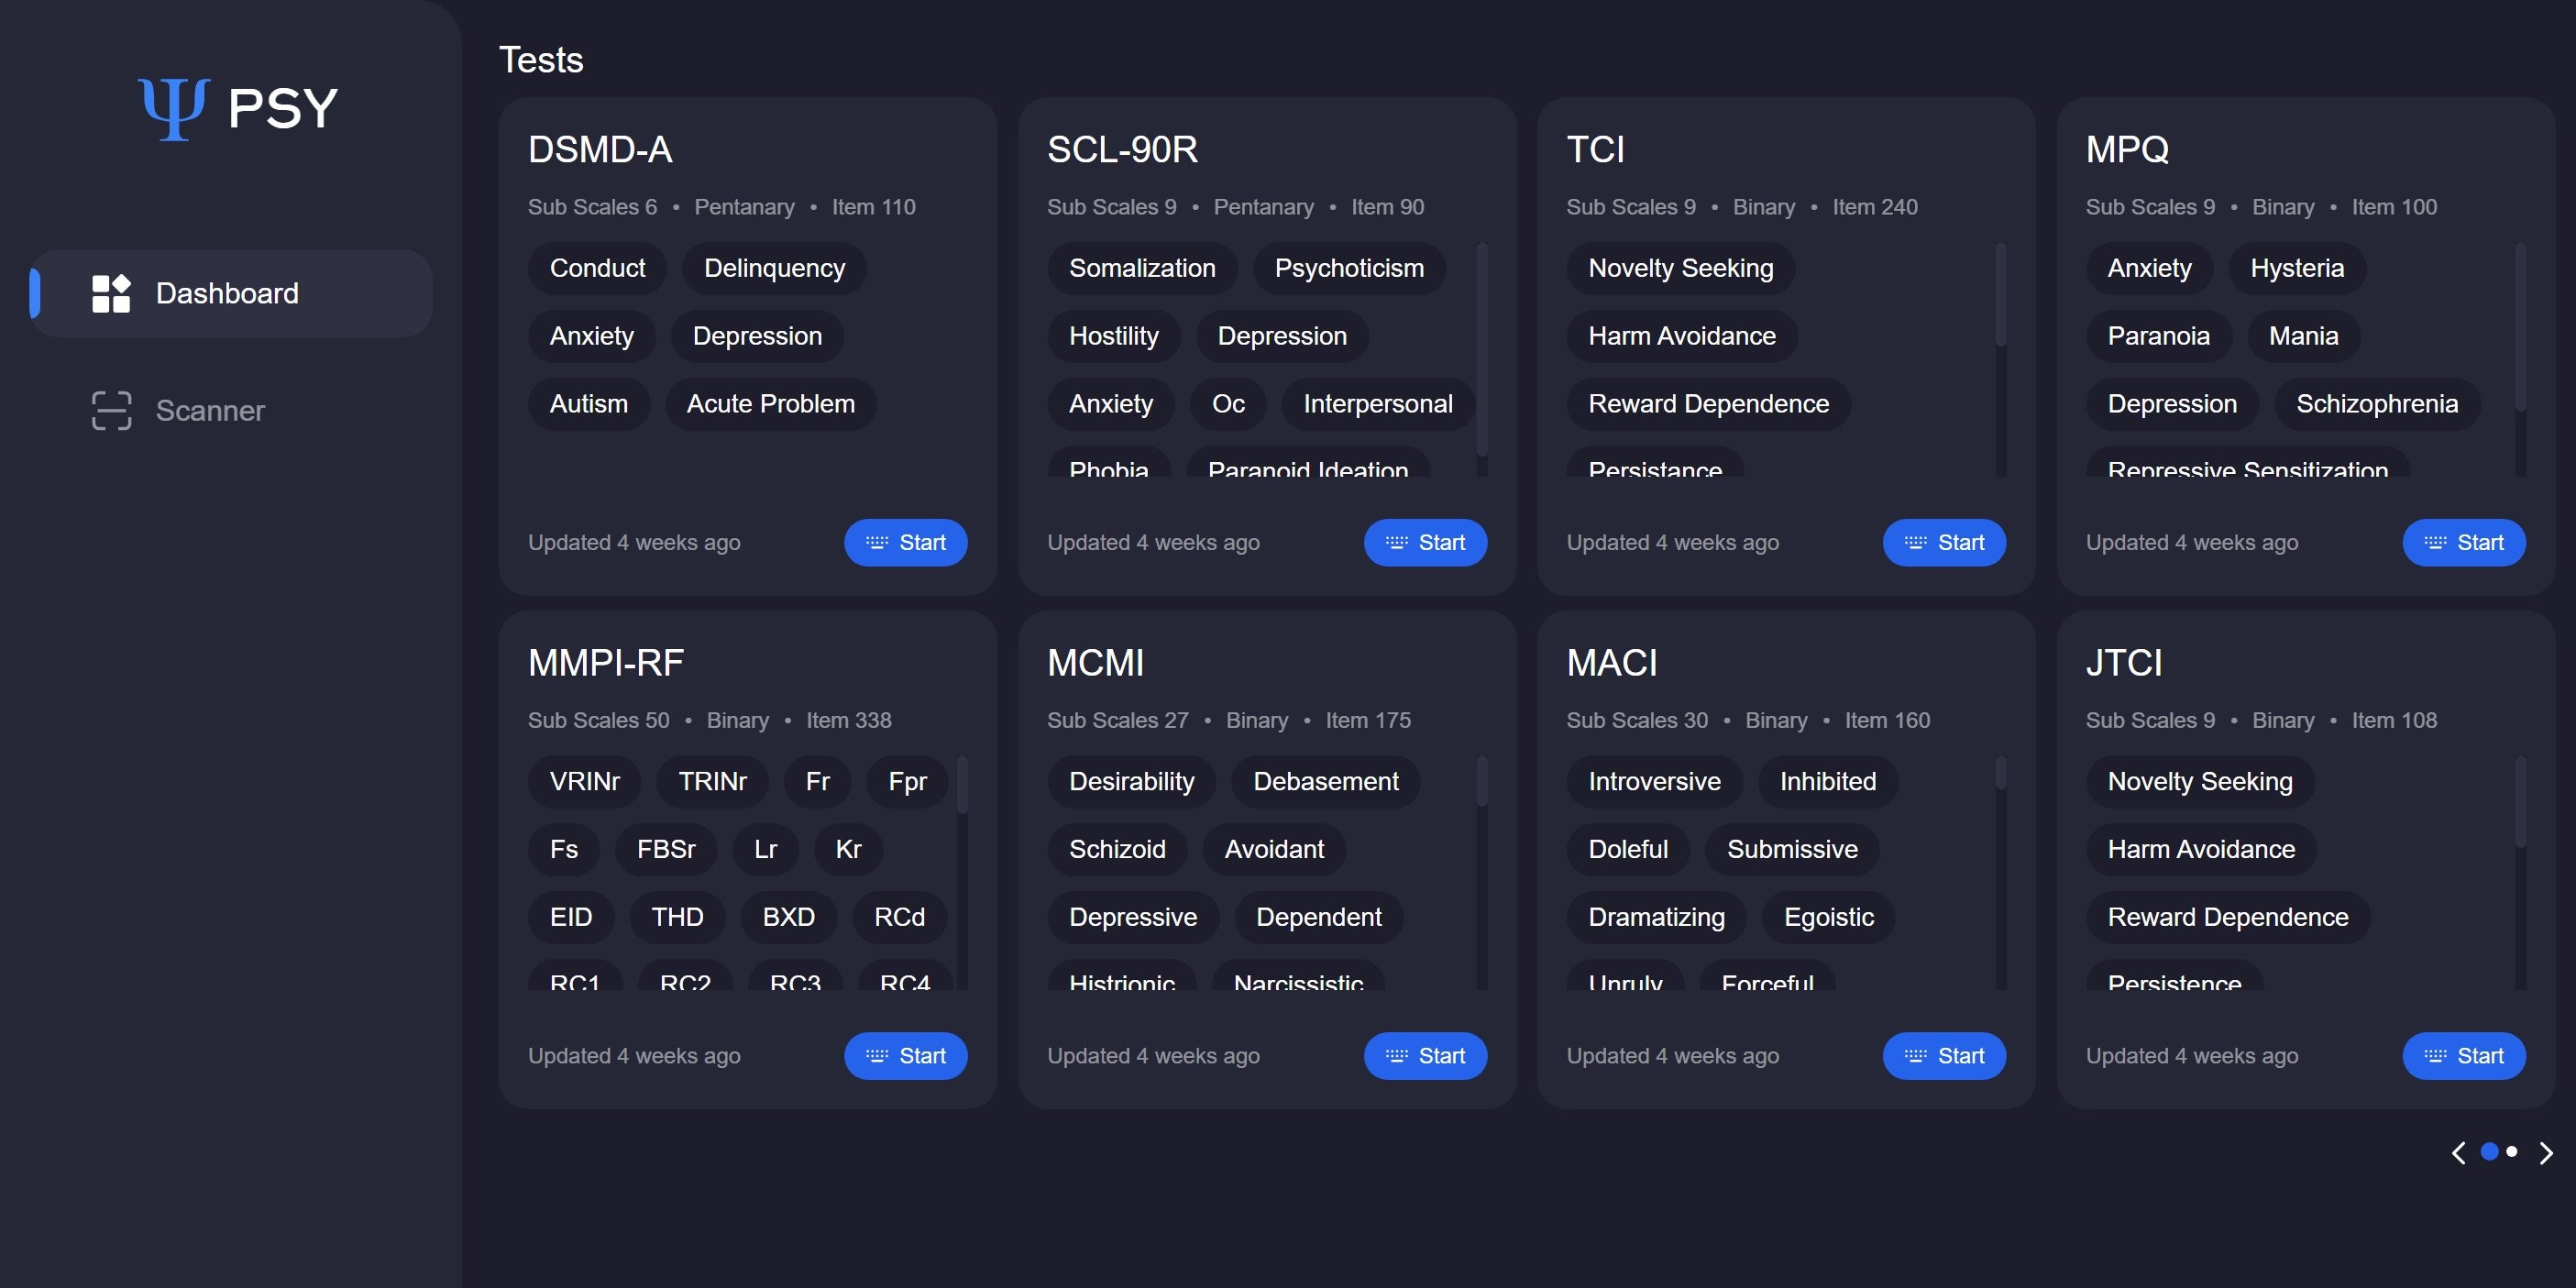 Ψ PSY
Dashboard
Scanner
Tests
DSMD-A
Sub Scales 6 • Pentanary • Item 110
Conduct Delinquency
Anxiety Depression
Autism Acute Problem
Updated 4 weeks ago Start
SCL-90R
Sub Scales 9 • Pentanary • Item 90
Somalization Psychoticism
Hostility Depression
Anxiety Oc Interpersonal
Phobia Paranoid Ideation
Updated 4 weeks ago Start
TCI
Sub Scales 9 • Binary • Item 240
Novelty Seeking
Harm Avoidance
Reward Dependence
Persistance
Updated 4 weeks ago Start
MPQ
Sub Scales 9 • Binary • Item 100
Anxiety Hysteria
Paranoia Mania
Depression Schizophrenia
Repressive Sensitization
Updated 4 weeks ago Start
MMPI-RF
Sub Scales 50 • Binary • Item 338
VRINr TRINr Fr Fpr
Fs FBSr Lr Kr
EID THD BXD RCd
RC1 RC2 RC3 RC4
Updated 4 weeks ago Start
MCMI
Sub Scales 27 • Binary • Item 175
Desirability Debasement
Schizoid Avoidant
Depressive Dependent
Histrionic Narcissistic
Updated 4 weeks ago Start
MACI
Sub Scales 30 • Binary • Item 160
Introversive Inhibited
Doleful Submissive
Dramatizing Egoistic
Unruly Forceful
Updated 4 weeks ago Start
JTCI
Sub Scales 9 • Binary • Item 108
Novelty Seeking
Harm Avoidance
Reward Dependence
Persistence
Updated 4 weeks ago Start